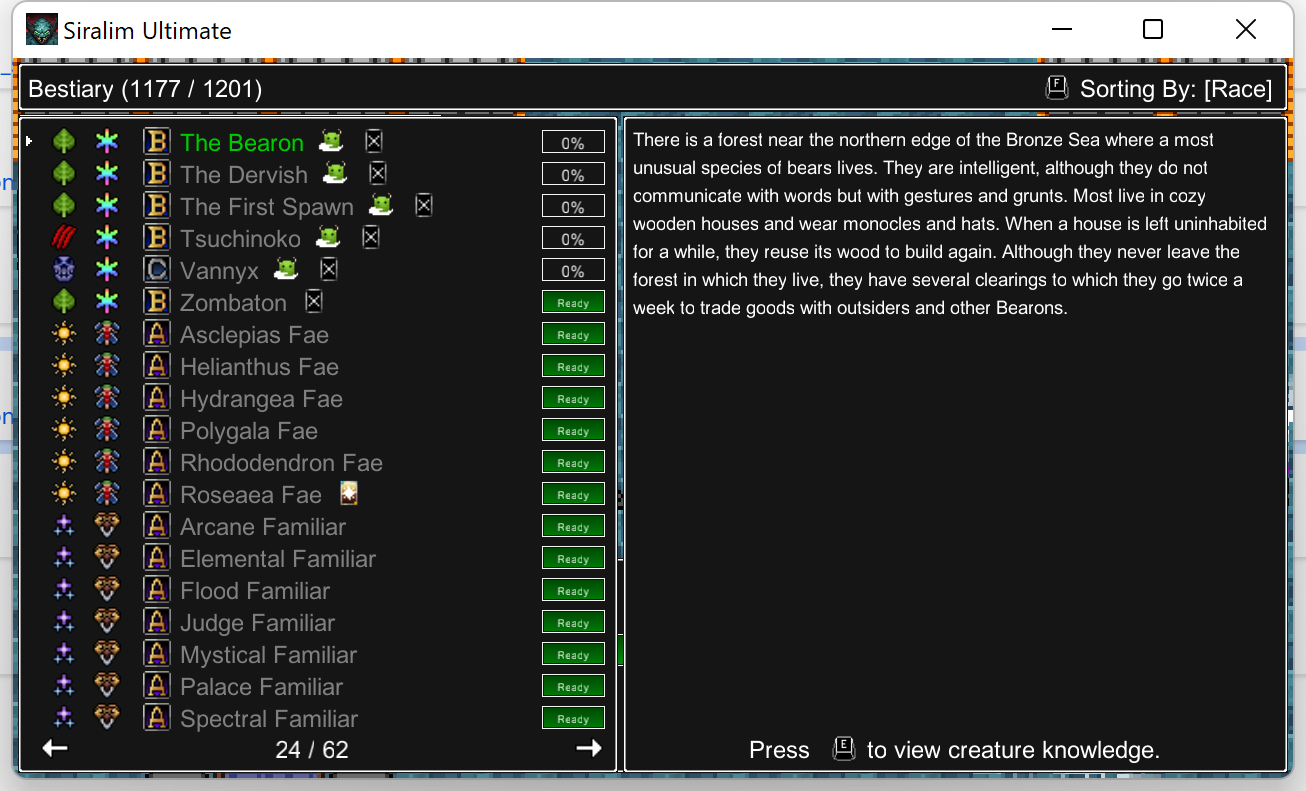 Siralim Ultimate
Bestiary (1177 / 1201)
F Sorting By: [Race]
B The Bearon 0%
B The Dervish 0%
B The First Spawn 0%
B Tsuchinoko 0%
C Vannyx 0%
B Zombaton Ready
A Asclepias Fae Ready
A Helianthus Fae Ready
A Hydrangea Fae Ready
A Polygala Fae Ready
A Rhododendron Fae Ready
A Roseaea Fae Ready
A Arcane Familiar Ready
A Elemental Familiar Ready
A Flood Familiar Ready
A Judge Familiar Ready
A Mystical Familiar Ready
A Palace Familiar Ready
A Spectral Familiar Ready
24 / 62
There is a forest near the northern edge of the Bronze Sea where a most
unusual species of bears lives. They are intelligent, although they do not
communicate with words but with gestures and grunts. Most live in cozy
wooden houses and wear monocles and hats. When a house is left uninhabited
for a while, they reuse its wood to build again. Although they never leave the
forest in which they live, they have several clearings to which they go twice a
week to trade goods with outsiders and other Bearons.
Press E to view creature knowledge.